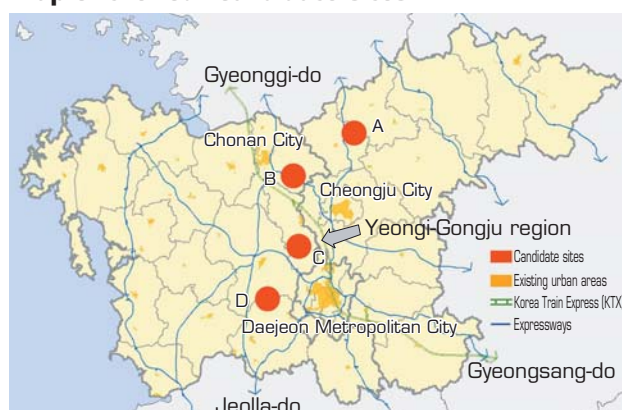 Gyeonggi-do
A
Chonan City
B
Cheongju City
Yeongi-Gongju region
C
Candidate sites
Existing urban areas
Korea Train Express (KTX
Expressways
D
Daejeon Metropolitan City
Gyeongsang-do
Jeolla-do